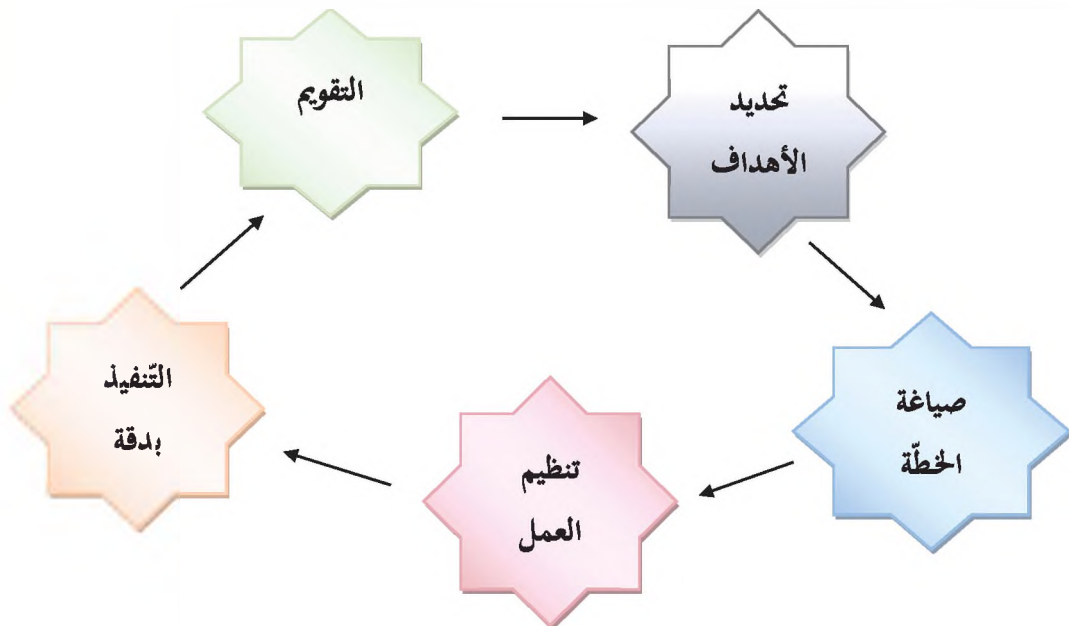 تحديد
الأهداف
صياغة
الخطّة
تنظيم
العمل
التّنفيذ
بدقة
التقويم